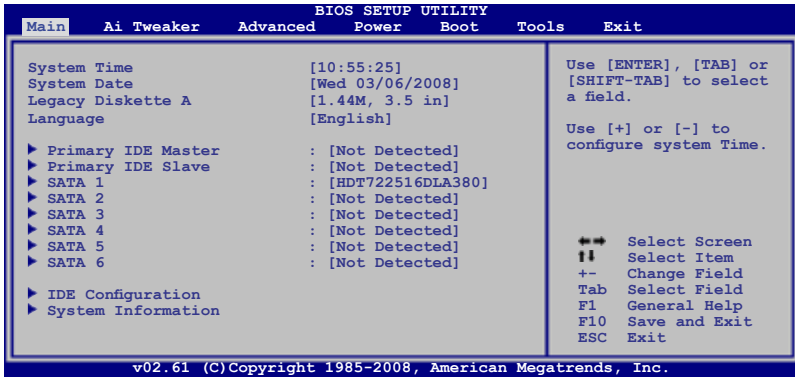 BIOS SETUP UTILITY
Main Ai Tweaker Advanced Power Boot Tools Exit
System Time [10:55:25]
System Date [Wed 03/06/2008]
Legacy Diskette A [1.44M, 3.5 in]
Language [English]
Primary IDE Master : [Not Detected]
Primary IDE Slave : [Not Detected]
SATA 1 : [HDT722516DLA380]
SATA 2 : [Not Detected]
SATA 3 : [Not Detected]
SATA 4 : [Not Detected]
SATA 5 : [Not Detected]
SATA 6 : [Not Detected]
IDE Configuration
System Information
Use [ENTER], [TAB] or
[SHIFT-TAB] to select
a field.
Use [+] or [-] to
configure system Time.
←→ Select Screen
↑↓ Select Item
+- Change Field
Tab Select Field
F1 General Help
F10 Save and Exit
ESC Exit
v02.61 (C)Copyright 1985-2008, American Megatrends, Inc.